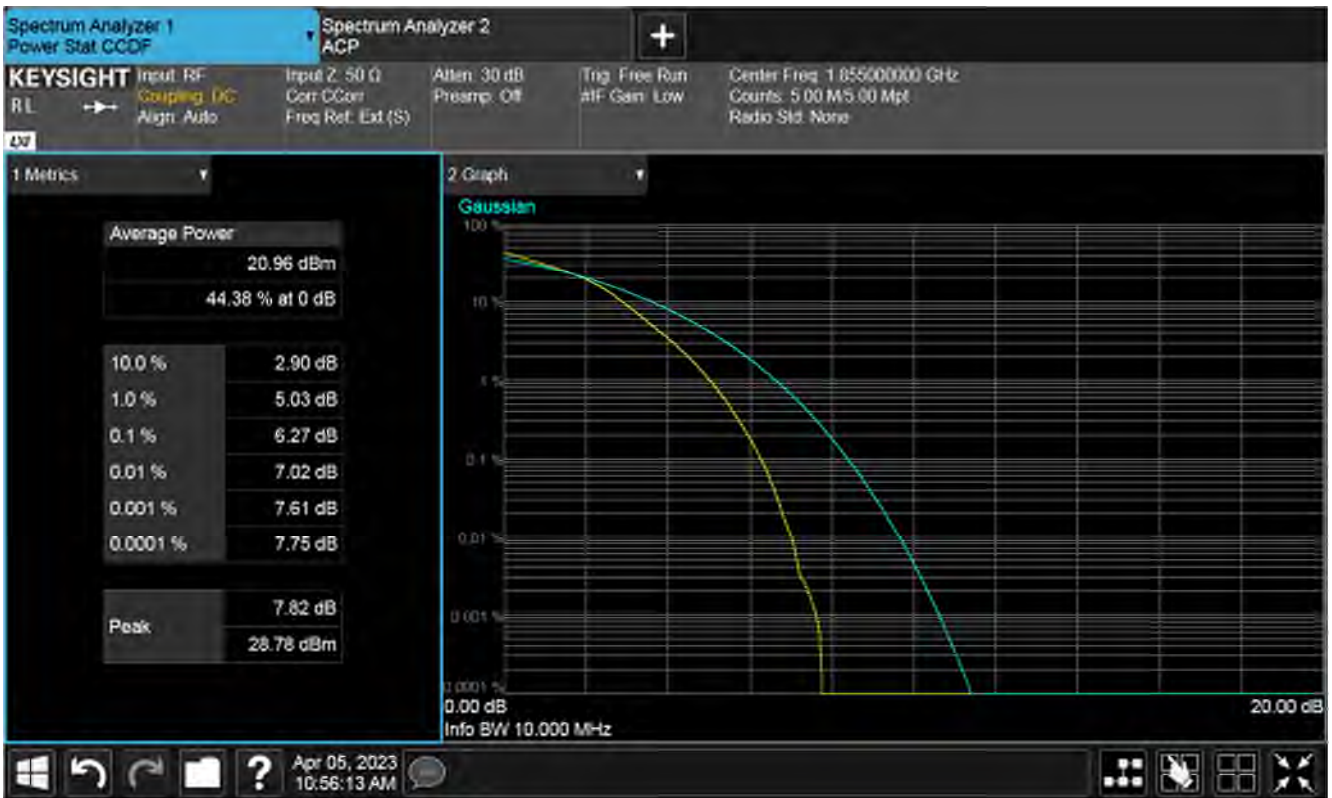 Spectrum Analyzer 1
Power Stat CCDF
Spectrum Analyzer 2
ACP
KEYSIGHT
RL
LXI
Input: RF
Coupling: DC
Align: Auto
Input Z: 50 Ω
Corr CCorr
Freq Ref: Ext (S)
Atten: 30 dB
Preamp: Off
Trig: Free Run
#IF Gain: Low
Center Freq: 1.855000000 GHz
Counts: 5.00 M/5.00 Mpt
Radio Std: None
1 Metrics
Average Power
20.96 dBm
44.38 % at 0 dB
10.0 % 2.90 dB
1.0 % 5.03 dB
0.1 % 6.27 dB
0.01 % 7.02 dB
0.001 % 7.61 dB
0.0001 % 7.75 dB
Peak
7.82 dB
28.78 dBm
2 Graph
Gaussian
100 %
10 %
1 %
0.1 %
0.01 %
0.001 %
0.0001 %
0.00 dB 20.00 dB
Info BW 10.000 MHz
?
Apr 05, 2023
10:56:13 AM